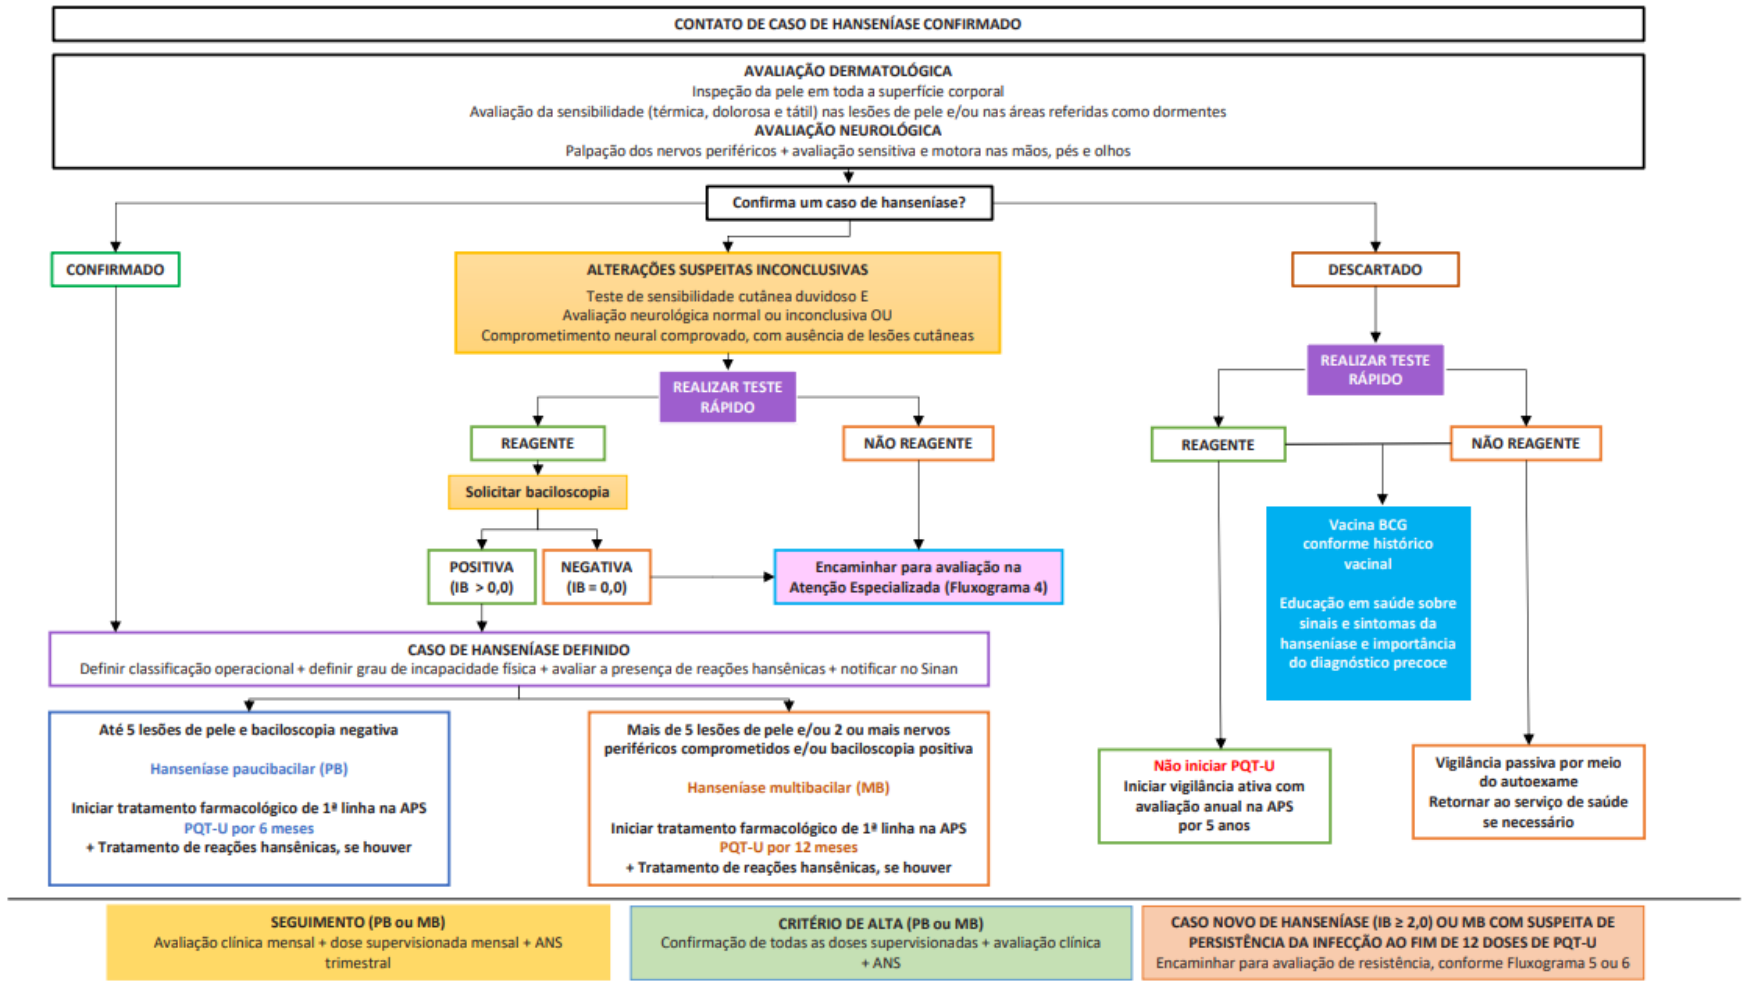 CONTATO DE CASO DE HANSENÍASE CONFIRMADO
AVALIAÇÃO DERMATOLÓGICA
Inspeção da pele em toda a superfície corporal
Avaliação da sensibilidade (térmica, dolorosa e tátil) nas lesões de pele e/ou nas áreas referidas como dormentes
AVALIAÇÃO NEUROLÓGICA
Palpação dos nervos periféricos + avaliação sensitiva e motora nas mãos, pés e olhos
Confirma um caso de hanseníase?
CONFIRMADO
ALTERAÇÕES SUSPEITAS INCONCLUSIVAS
Teste de sensibilidade cutânea duvidoso E
Avaliação neurológica normal ou inconclusiva OU
Comprometimento neural comprovado, com ausência de lesões cutâneas
DESCARTADO
REALIZAR TESTE
RÁPIDO
REAGENTE
NÃO REAGENTE
Solicitar baciloscopia
POSITIVA
(IB > 0,0)
NEGATIVA
(IB = 0,0)
Encaminhar para avaliação na
Atenção Especializada (Fluxograma 4)
REALIZAR TESTE
RÁPIDO
REAGENTE
NÃO REAGENTE
Vacina BCG
conforme histórico
vacinal
Educação em saúde sobre
sinais e sintomas da
hanseníase e importância
do diagnóstico precoce
CASO DE HANSENÍASE DEFINIDO
Definir classificação operacional + definir grau de incapacidade física + avaliar a presença de reações hansênicas + notificar no Sinan
Até 5 lesões de pele e baciloscopia negativa
Hanseníase paucibacilar (PB)
Iniciar tratamento farmacológico de 1ª linha na APS
PQT-U por 6 meses
+ Tratamento de reações hansênicas, se houver
Mais de 5 lesões de pele e/ou 2 ou mais nervos
periféricos comprometidos e/ou baciloscopia positiva
Hanseníase multibacilar (MB)
Iniciar tratamento farmacológico de 1ª linha na APS
PQT-U por 12 meses
+ Tratamento de reações hansênicas, se houver
Não iniciar PQT-U
Iniciar vigilância ativa com
avaliação anual na APS
por 5 anos
Vigilância passiva por meio
do autoexame
Retornar ao serviço de saúde
se necessário
SEGUIMENTO (PB ou MB)
Avaliação clínica mensal + dose supervisionada mensal + ANS
trimestral
CRITÉRIO DE ALTA (PB ou MB)
Confirmação de todas as doses supervisionadas + avaliação clínica
+ ANS
CASO NOVO DE HANSENÍASE (IB ≥ 2,0) OU MB COM SUSPEITA DE
PERSISTÊNCIA DA INFECÇÃO AO FIM DE 12 DOSES DE PQT-U
Encaminhar para avaliação de resistência, conforme Fluxograma 5 ou 6